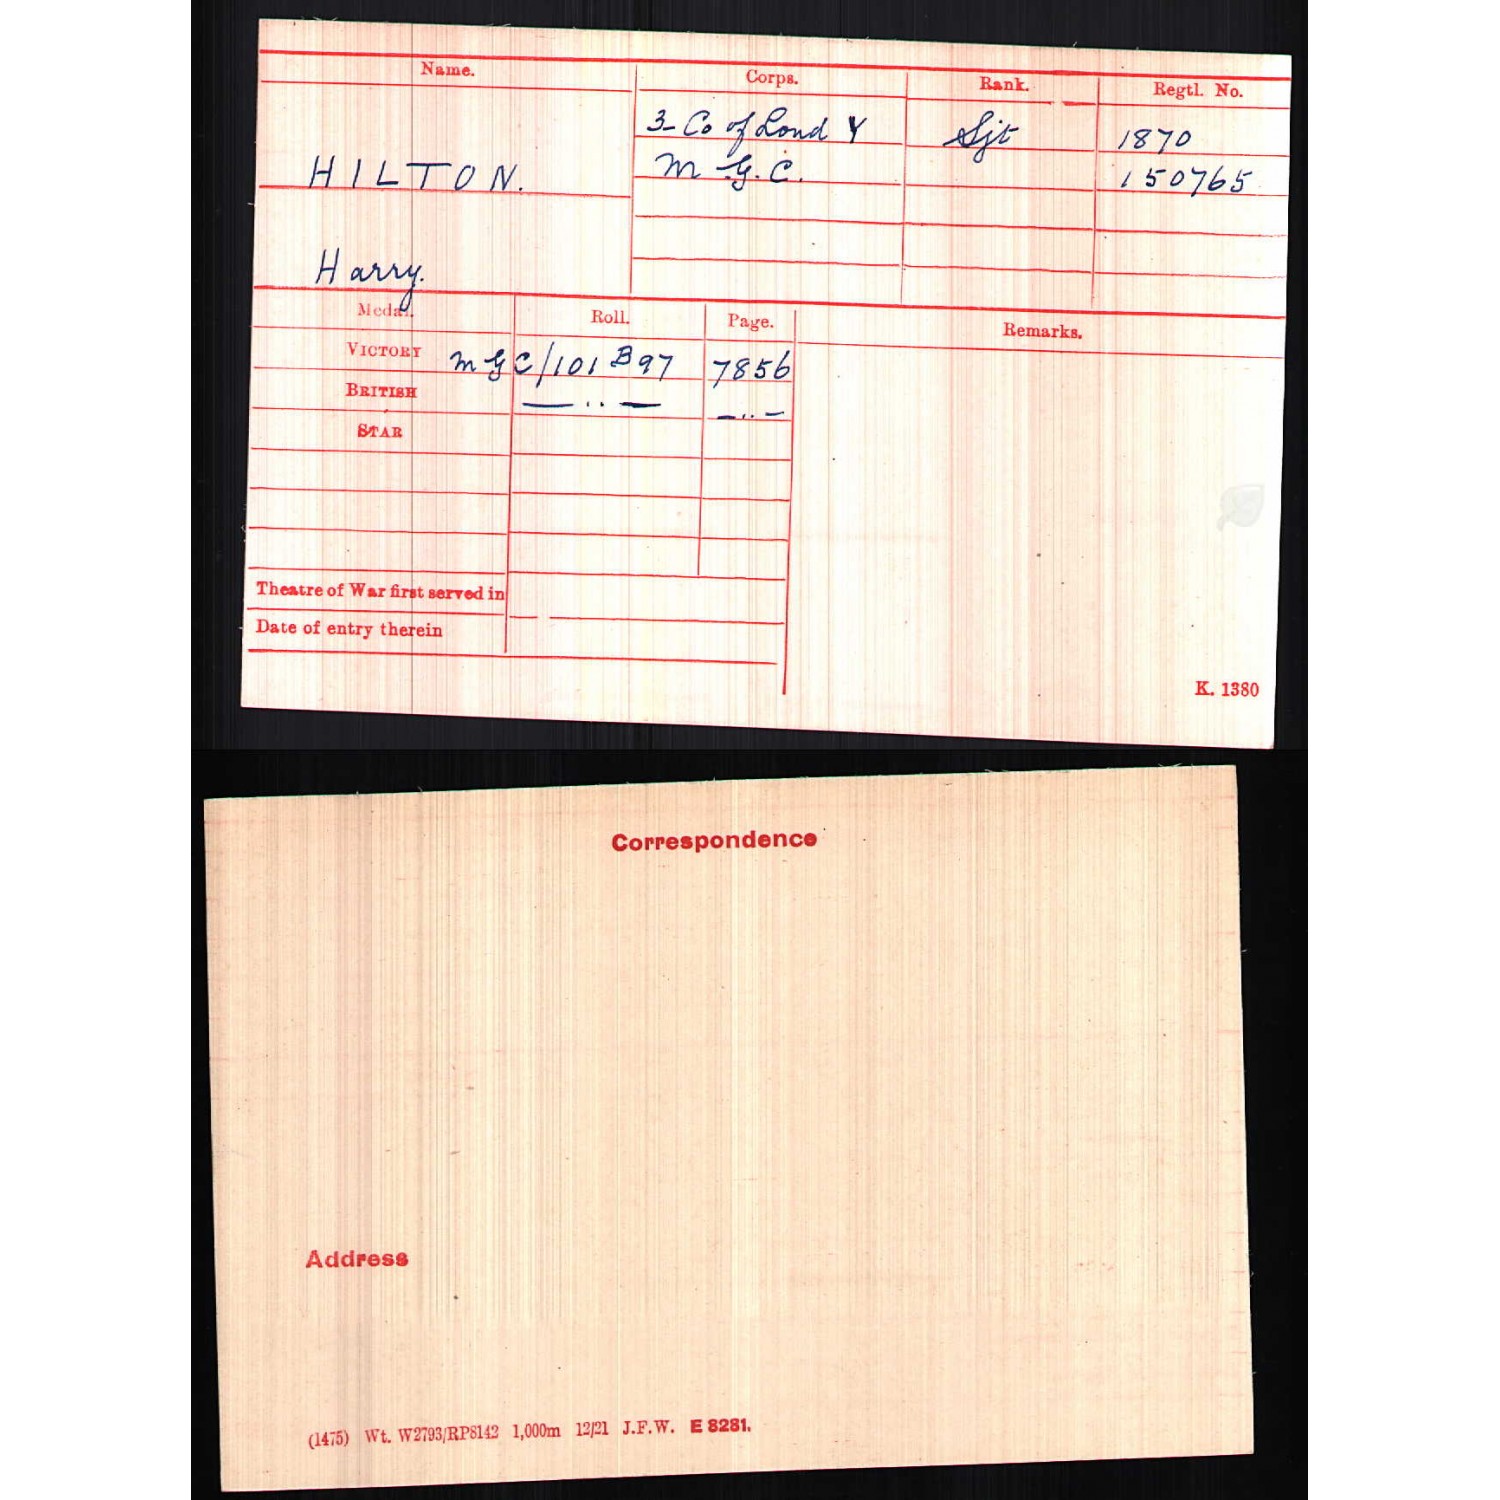 Name. Corps. Rank. Regtl. No.
3- Co of Lond Y Sjt 1870
HILTON. M.G.C. 150765
Harry.
Medal. Roll. Page. Remarks.
VICTORY MGC/101 B97 7856
BRITISH — ·· — — ·· —
STAR
Theatre of War first served in
Date of entry therein
K. 1380
Correspondence
Address
(1475) Wt. W2793/RP8142 1,000m 12/21 J.F.W. E 8281.